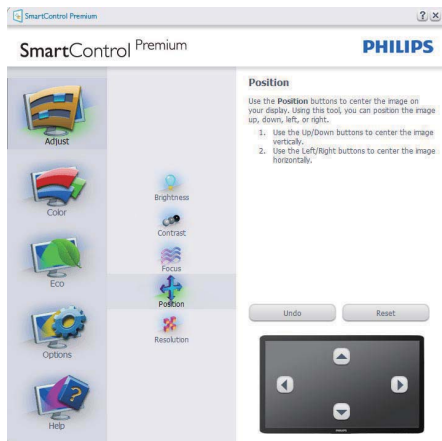 SmartControl Premium
? x
SmartControl Premium
PHILIPS
Adjust
Color
Eco
Options
Help
Brightness
Contrast
Focus
Position
Resolution
Position
Use the Position buttons to center the image on
your display. Using this tool, you can position the image
up, down, left, or right.
1. Use the Up/Down buttons to center the image
vertically.
2. Use the Left/Right buttons to center the image
horizontally.
Undo
Reset
PHILIPS